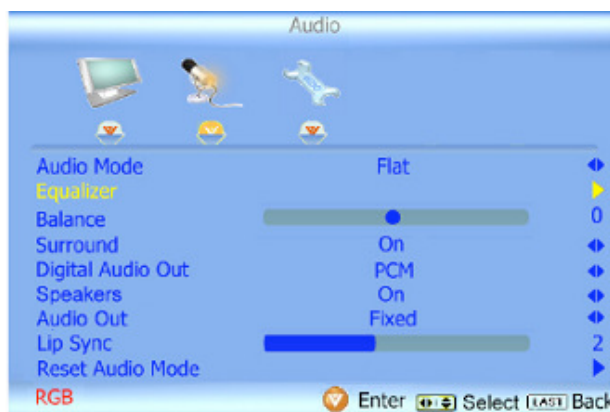 Audio
Audio Mode Flat
Equalizer
Balance 0
Surround On
Digital Audio Out PCM
Speakers On
Audio Out Fixed
Lip Sync 2
Reset Audio Mode
RGB Enter Select LAST Back